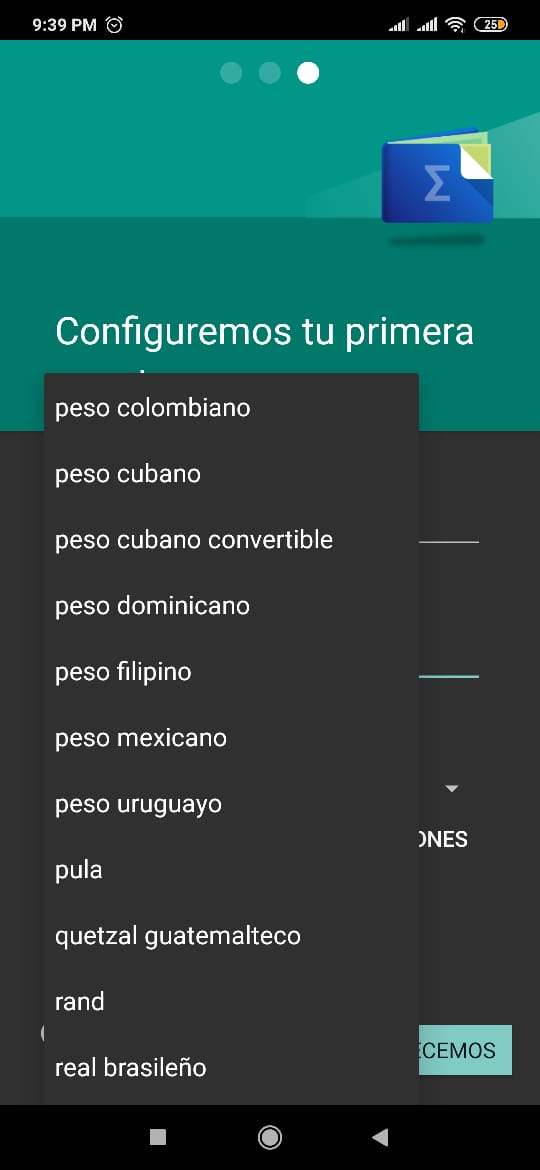 9:39 PM
25
Σ
Configuremos tu primera
peso colombiano
peso cubano
peso cubano convertible
peso dominicano
peso filipino
peso mexicano
peso uruguayo
pula
quetzal guatemalteco
rand
real brasileño
ONES
ECEMOS